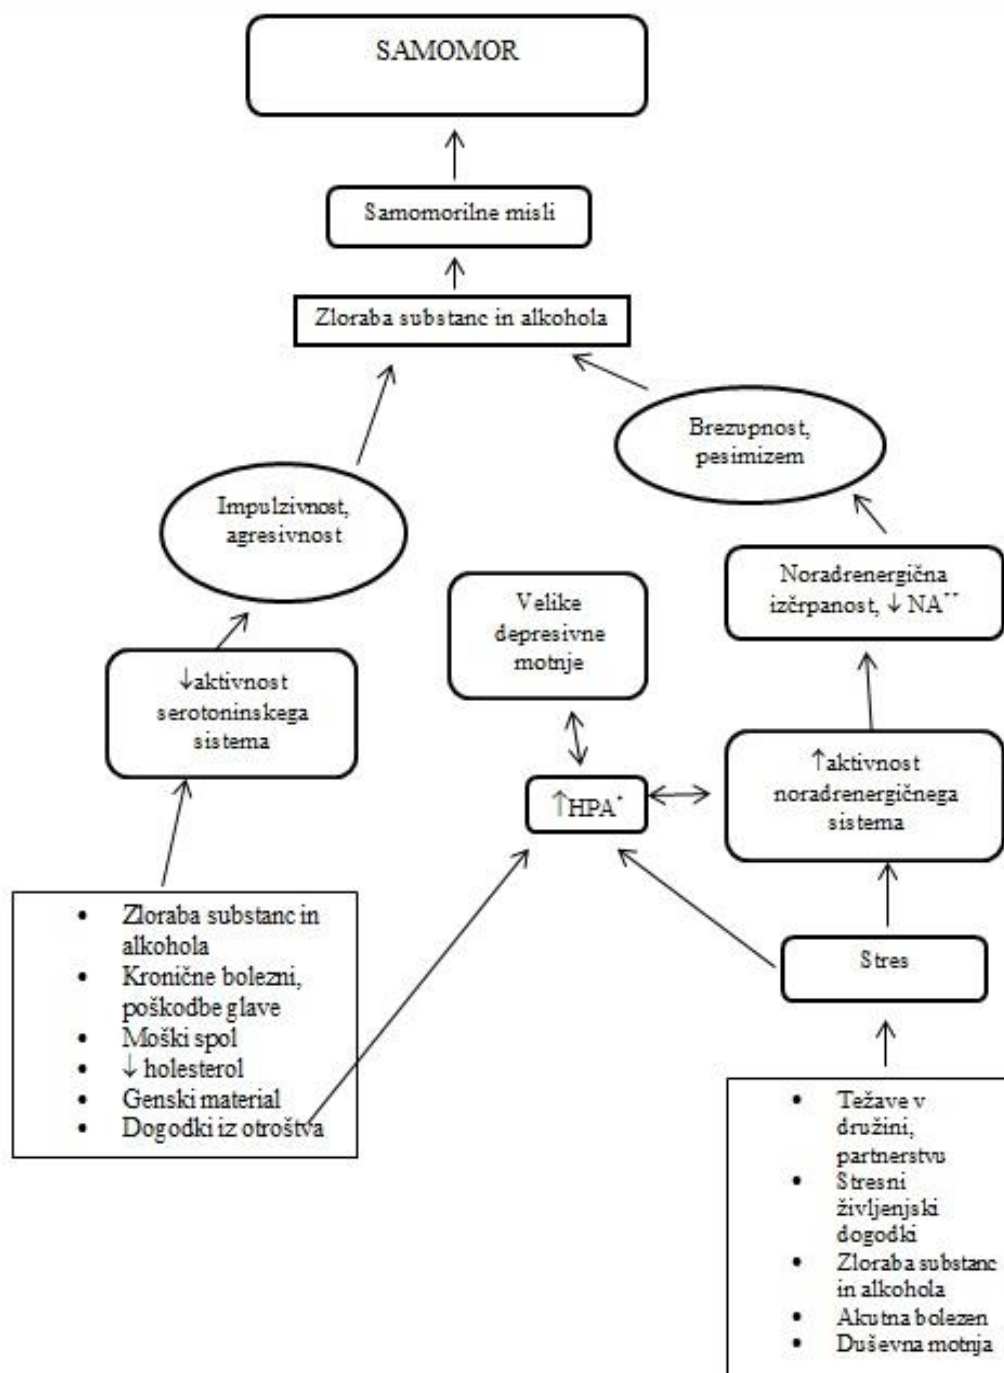 SAMOMOR
Samomorilne misli
Zloraba substanc in alkohola
Brezupnost,
pesimizem
Impulzivnost,
agresivnost
Noradrenergična
izčrpanost, ↓ NA**
Velike
depresivne
motnje
↓aktivnost
serotoninskega
sistema
↑aktivnost
noradrenergičnega
sistema
↑HPA*
• Zloraba substanc in
alkohola
• Kronične bolezni,
poškodbe glave
• Moški spol
• ↓ holesterol
• Genski material
• Dogodki iz otroštva
Stres
• Težave v
družini,
partnerstvu
• Stresni
življenjski
dogodki
• Zloraba substanc
in alkohola
• Akutna bolezen
• Duševna motnja